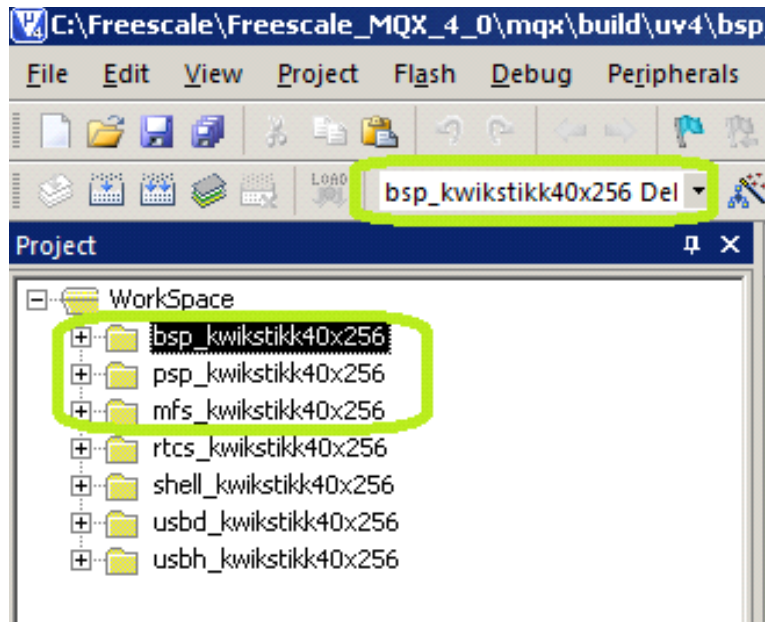 C:\Freescale\Freescale_MQX_4_0\mqx\build\uv4\bsp
File Edit View Project Flash Debug Peripherals
LOAD
bsp_kwikstikk40x256 Del
Project
WorkSpace
bsp_kwikstikk40x256
psp_kwikstikk40x256
mfs_kwikstikk40x256
rtcs_kwikstikk40x256
shell_kwikstikk40x256
usbd_kwikstikk40x256
usbh_kwikstikk40x256